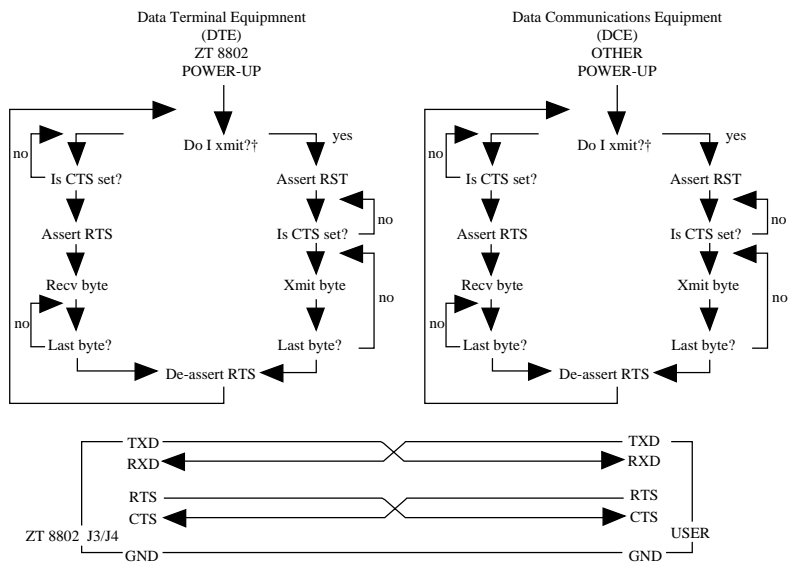 Data Terminal Equipmnent
(DTE)
ZT 8802
POWER-UP
Do I xmit?†
yes
no
Is CTS set?
Assert RST
Assert RTS
Is CTS set?
no
Recv byte
Xmit byte
no
no
Last byte?
Last byte?
De-assert RTS
Data Communications Equipment
(DCE)
OTHER
POWER-UP
Do I xmit?†
yes
no
Is CTS set?
Assert RST
Assert RTS
Is CTS set?
no
Recv byte
Xmit byte
no
no
Last byte?
Last byte?
De-assert RTS
TXD TXD
RXD RXD
RTS RTS
CTS CTS
ZT 8802 J3/J4 USER
GND GND